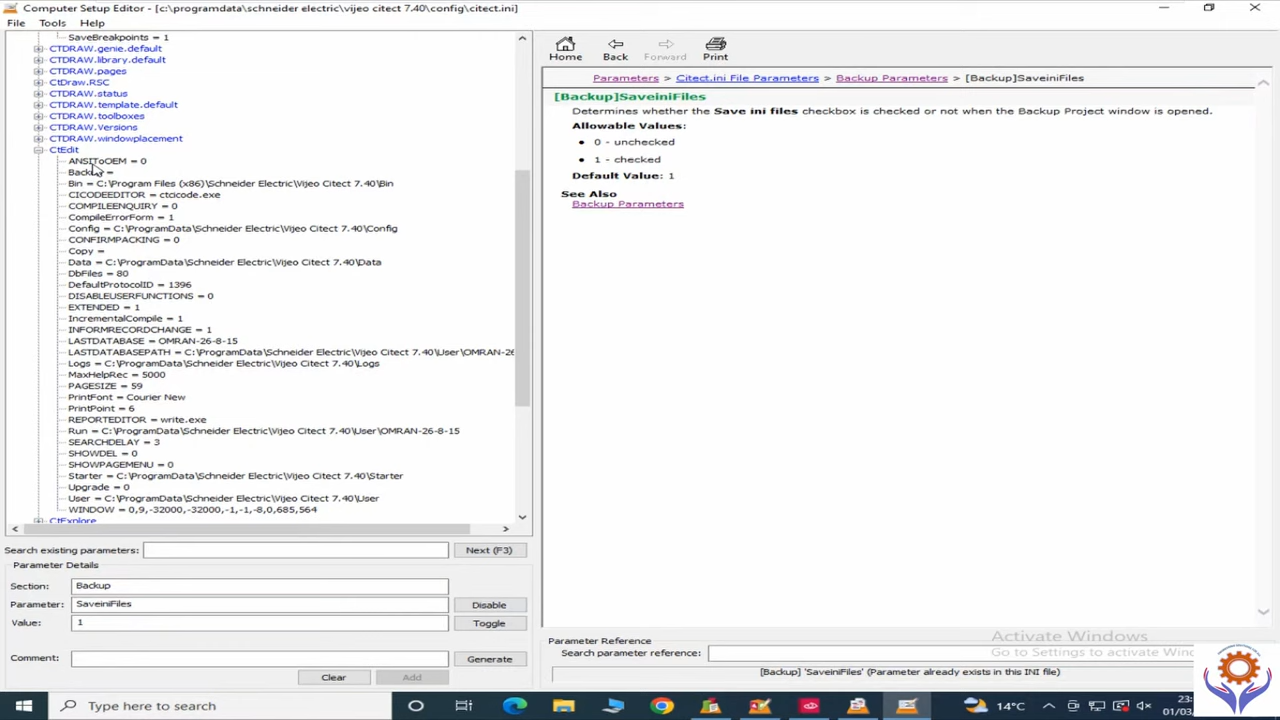 Computer Setup Editor - [c:\programdata\schneider electric\vijeo citect 7.40\config\citect.ini]
File Tools Help
SaveBreakpoints = 1
CTDRAW.genie.default
CTDRAW.library.default
CTDRAW.pages
CtDraw.RSC
CTDRAW.status
CTDRAW.template.default
CTDRAW.toolboxes
CTDRAW.Versions
CTDRAW.windowplacement
CtEdit
ANSIToOEM = 0
Backup =
Bin = C:\Program Files (x86)\Schneider Electric\Vijeo Citect 7.40\Bin
CICODEEDITOR = ctcicode.exe
COMPILEENQUIRY = 0
CompileErrorForm = 1
Config = C:\ProgramData\Schneider Electric\Vijeo Citect 7.40\Config
CONFIRMPACKING = 0
Copy =
Data = C:\ProgramData\Schneider Electric\Vijeo Citect 7.40\Data
DbFiles = 80
DefaultProtocolID = 1396
DISABLEUSERFUNCTIONS = 0
EXTENDED = 1
IncrementalCompile = 1
INFORMRECORDCHANGE = 1
LASTDATABASE = OMRAN-26-8-15
LASTDATABASEPATH = C:\ProgramData\Schneider Electric\Vijeo Citect 7.40\User\OMRAN-26
Logs = C:\ProgramData\Schneider Electric\Vijeo Citect 7.40\Logs
MaxHelpRec = 5000
PAGESIZE = 59
PrintFont = Courier New
PrintPoint = 6
REPORTEDITOR = write.exe
Run = C:\ProgramData\Schneider Electric\Vijeo Citect 7.40\User\OMRAN-26-8-15
SEARCHDELAY = 3
SHOWDEL = 0
SHOWPAGEMENU = 0
Starter = C:\ProgramData\Schneider Electric\Vijeo Citect 7.40\Starter
Upgrade = 0
User = C:\ProgramData\Schneider Electric\Vijeo Citect 7.40\User
WINDOW = 0,9,-32000,-32000,-1,-1,-8,0,685,564
CtExplore
Search existing parameters: Next (F3)
Parameter Details
Section: Backup
Parameter: SaveiniFiles Disable
Value: 1 Toggle
Comment: Generate
Clear Add
Home Back Forward Print
Parameters > Citect.ini File Parameters > Backup Parameters > [Backup]SaveiniFiles
[Backup]SaveiniFiles
Determines whether the Save ini files checkbox is checked or not when the Backup Project window is opened.
Allowable Values:
• 0 - unchecked
• 1 - checked
Default Value: 1
See Also
Backup Parameters
Activate Windows
Go to Settings to activate Win
Parameter Reference
Search parameter reference:
[Backup] 'SaveiniFiles' (Parameter already exists in this INI file)
Type here to search
14°C
23:
01/03/